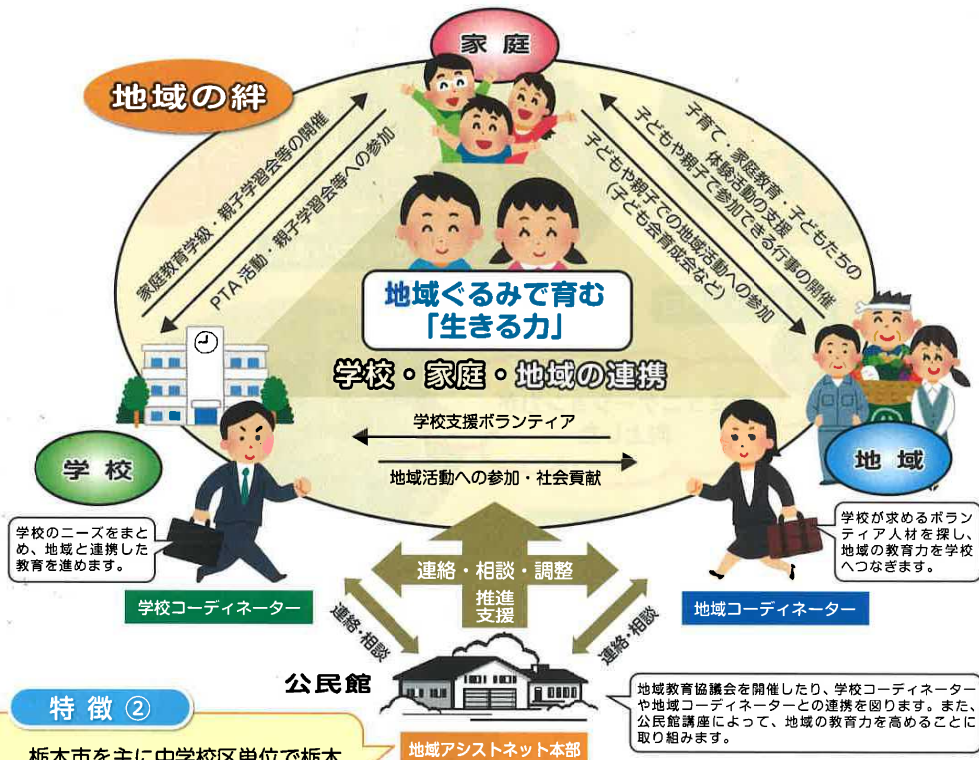 家庭
地域の絆
家庭教育学級・親子学習会等の開催
PTA活動・親子学習会等への参加
子育て・家庭教育・子どもたちの
体験活動の支援
子どもや親子で参加できる行事の開催
子どもや親子での地域活動への参加
(子ども会育成会など)
地域ぐるみで育む
「生きる力」
学校・家庭・地域の連携
学校支援ボランティア
地域活動への参加・社会貢献
学校
地域
学校のニーズをまと
め、地域と連携した
教育を進めます。
学校が求めるボラン
ティア人材を探し、
地域の教育力を学校
へつなぎます。
連絡・相談・調整
推進
支援
学校コーディネーター
地域コーディネーター
連絡・相談
連絡・相談
公民館
地域教育協議会を開催したり、学校コーディネーター
や地域コーディネーターとの連携を図ります。また、
公民館講座によって、地域の教育力を高めることに
取り組みます。
特徴②
地域アシストネット本部
栃木市を主に中学校区単位で栃木